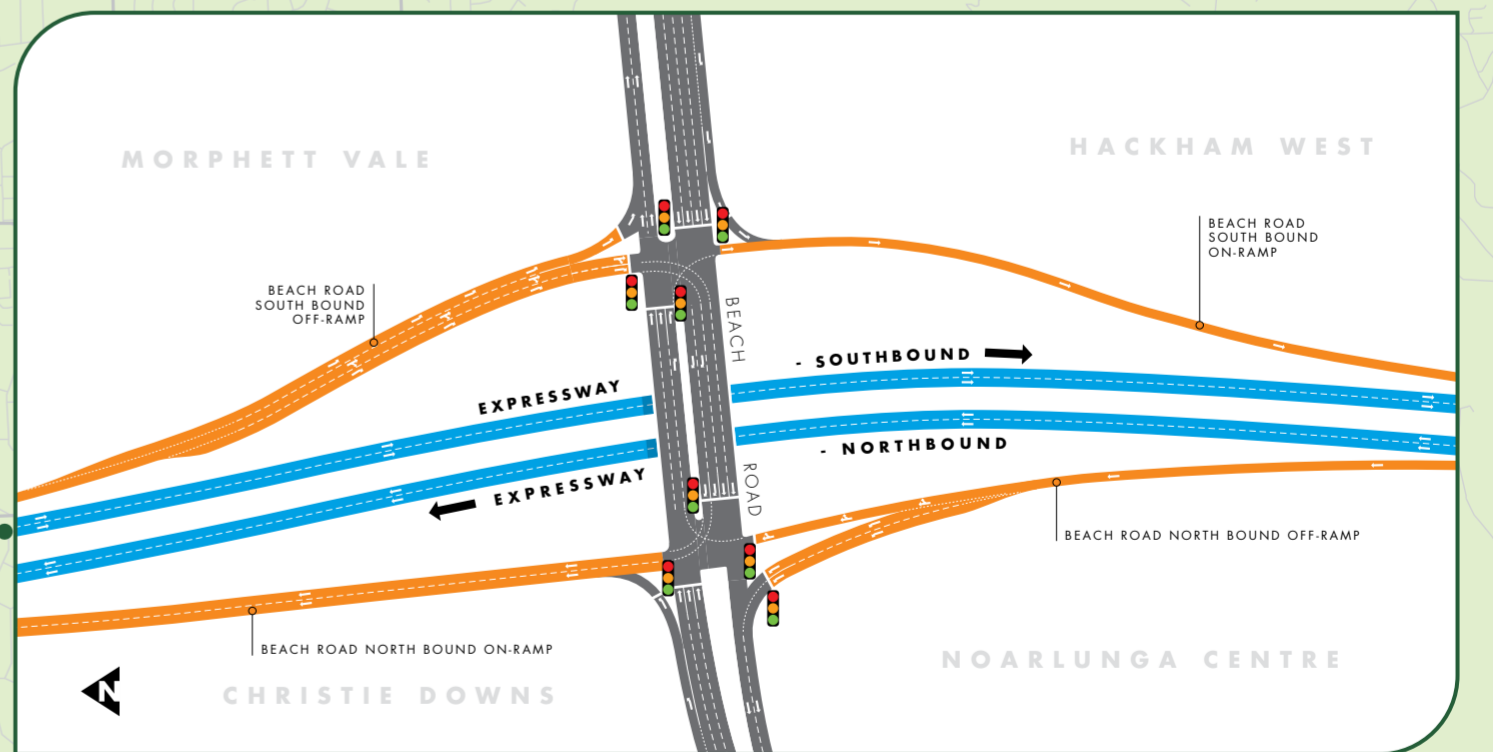 MORPHETT VALE
HACKHAM WEST
BEACH ROAD
SOUTH BOUND
ON-RAMP
BEACH ROAD
SOUTH BOUND
OFF-RAMP
BEACH
- SOUTHBOUND
EXPRESSWAY
- NORTHBOUND
EXPRESSWAY
ROAD
BEACH ROAD NORTH BOUND OFF-RAMP
BEACH ROAD NORTH BOUND ON-RAMP
NOARLUNGA CENTRE
N
CHRISTIE DOWNS